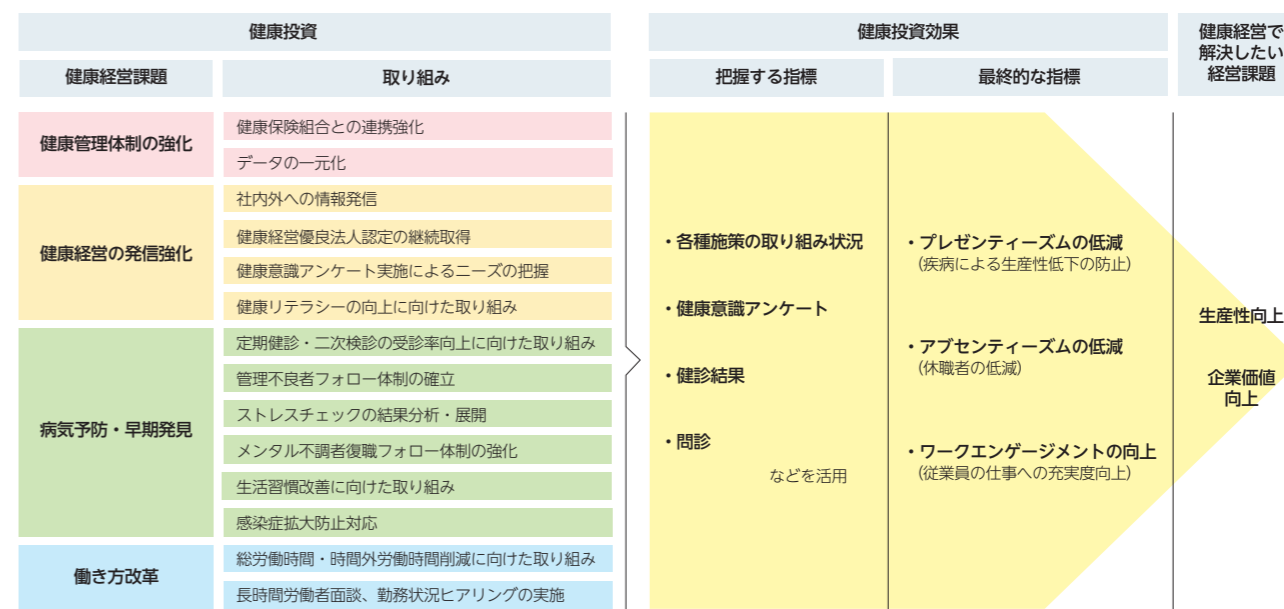 健康投資
健康投資効果
健康経営で
解決したい
経営課題
健康経営課題
取り組み
把握する指標
最終的な指標
健康管理体制の強化
健康保険組合との連携強化
データの一元化
健康経営の発信強化
社内外への情報発信
健康経営優良法人認定の継続取得
健康意識アンケート実施によるニーズの把握
健康リテラシーの向上に向けた取り組み
病気予防・早期発見
定期健診・二次検診の受診率向上に向けた取り組み
管理不良者フォロー体制の確立
ストレスチェックの結果分析・展開
メンタル不調者復職フォロー体制の強化
生活習慣改善に向けた取り組み
感染症拡大防止対応
働き方改革
総労働時間・時間外労働時間削減に向けた取り組み
長時間労働者面談、勤務状況ヒアリングの実施
・各種施策の取り組み状況
・健康意識アンケート
・健診結果
・問診
などを活用
・プレゼンティーズムの低減
(疾病による生産性低下の防止)
・アブセンティーズムの低減
(休職者の低減)
・ワークエンゲージメントの向上
(従業員の仕事への充実度向上)
生産性向上
企業価値
向上